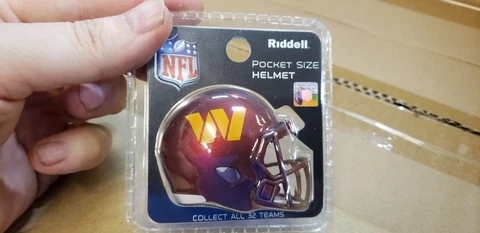 Riddell
NFL
POCKET SIZE
HELMET
W
COLLECT ALL 32 TEAMS